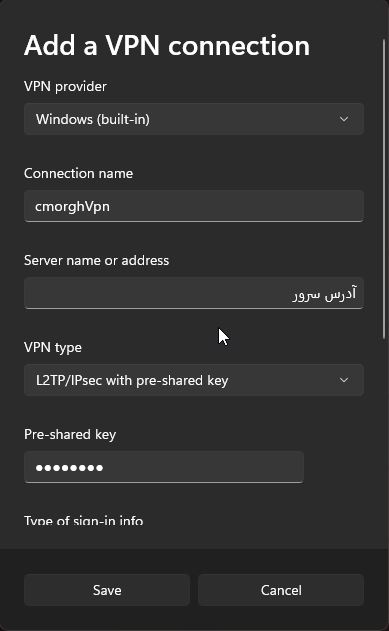 Add a VPN connection
VPN provider
Windows (built-in)
Connection name
cmorghVpn
Server name or address
آدرس سرور
VPN type
L2TP/IPsec with pre-shared key
Pre-shared key
••••••••
Type of sign-in info
Save
Cancel